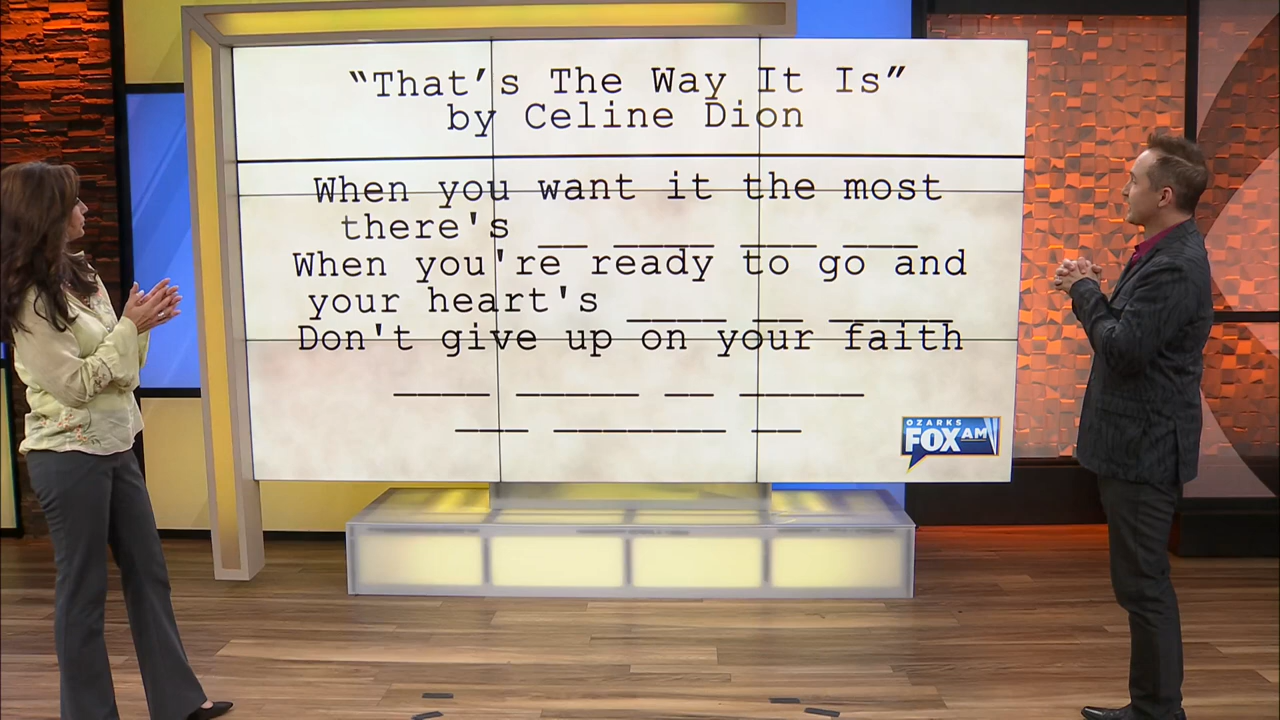 “That’s The Way It Is”
by Celine Dion
When you want it the most
there's __ ____ ___ ___
When you're ready to go and
your heart's ____ __ _____
Don't give up on your faith
____ _____ __ _____
___ _______ __
OZARKS
FOX AM